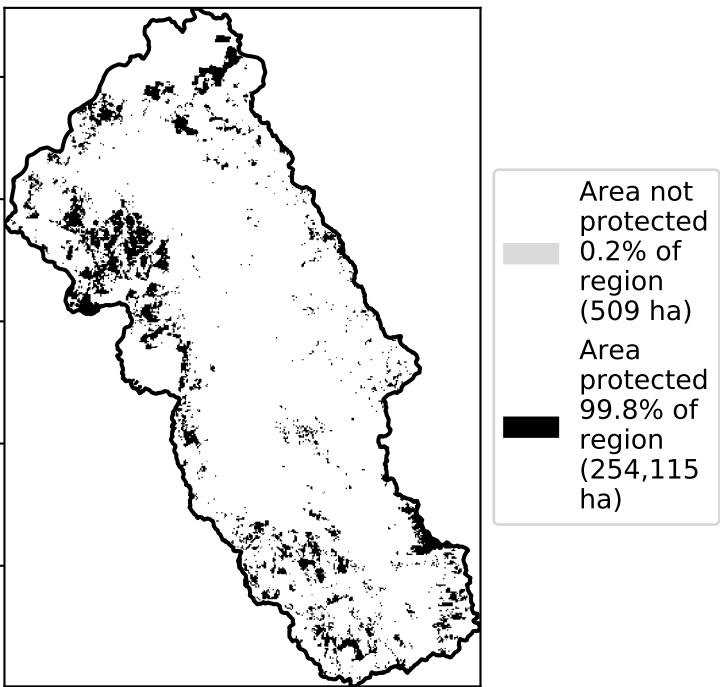 Area not
protected
0.2% of
region
(509 ha)
Area
protected
99.8% of
region
(254,115
ha)